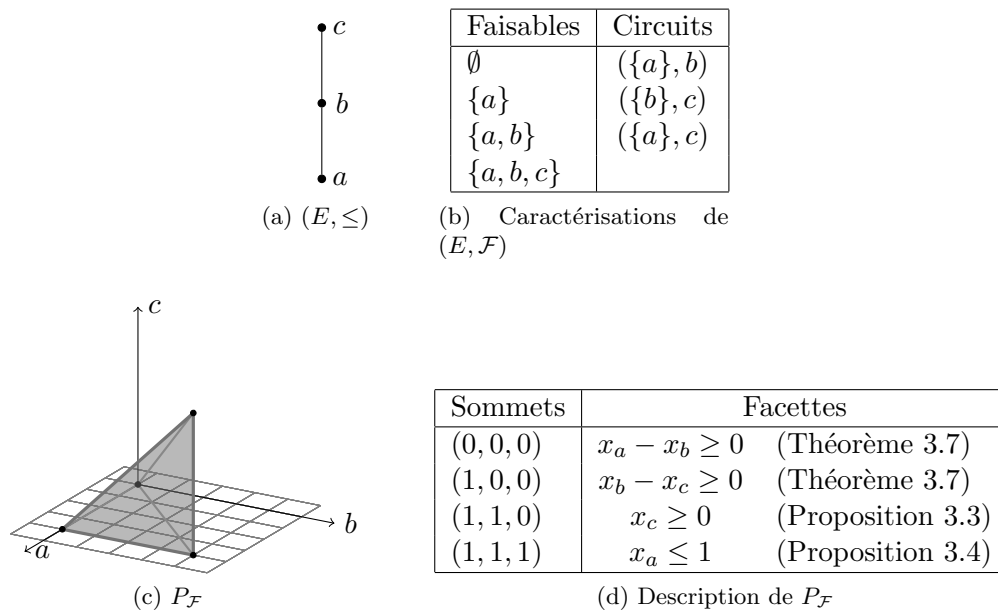 c
b
a
(a) (E, ≤)
Faisables Circuits
∅ ({a}, b)
{a} ({b}, c)
{a, b} ({a}, c)
{a, b, c}
(b) Caractérisations de
(E, ℱ)
c
b
a
(c) P_ℱ
Sommets Facettes
(0, 0, 0) x_a − x_b ≥ 0 (Théorème 3.7)
(1, 0, 0) x_b − x_c ≥ 0 (Théorème 3.7)
(1, 1, 0) x_c ≥ 0 (Proposition 3.3)
(1, 1, 1) x_a ≤ 1 (Proposition 3.4)
(d) Description de P_ℱ